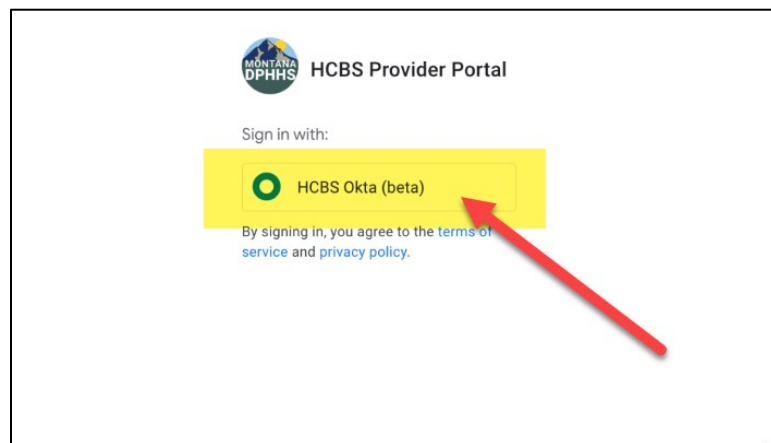 MONTANA
DPHHS
HCBS Provider Portal
Sign in with:
HCBS Okta (beta)
By signing in, you agree to the terms of
service and privacy policy.